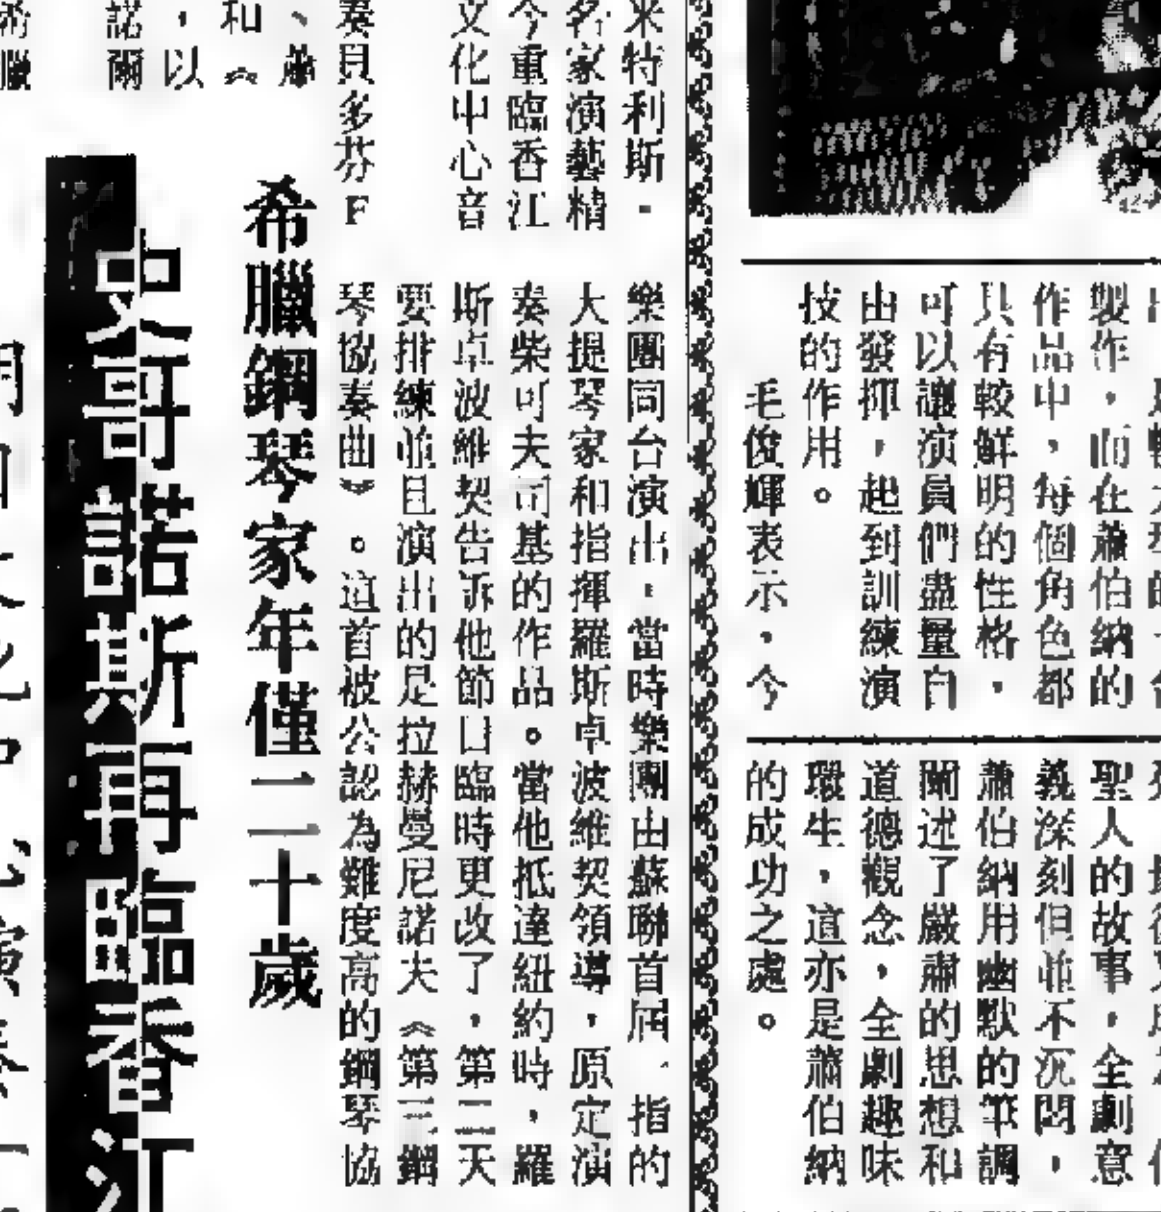 製作，而在蕭伯納的
作品中，每個角色都
具有較鮮明的性格，
可以讓演員們盡量自
由發揮，起到訓練演
技的作用。
毛俊輝表示，今
聖人的故事，全劇意
義深刻但並不沉悶，
蕭伯納用幽默的筆調
闡述了嚴肅的思想和
道德觀念，全劇趣味
環生，這亦是蕭伯納
的成功之處。
米特利斯·
名家演藝精
今重臨香江
文化中心音
奏貝多芬F
、蕭
和《
，以
諾爾
希臘
史哥諾斯再臨香江
希臘鋼琴家年僅二十歲
樂團同台演出，當時樂團由蘇聯首屈一指的
大提琴家和指揮羅斯卓波維契領導，原定演
奏柴可夫司基的作品。當他抵達紐約時，羅
斯卓波維契告訴他節目臨時更改了，第二天
要排練並且演出的是拉赫曼尼諾夫《第三鋼
琴協奏曲》。這首被公認為難度高的鋼琴協